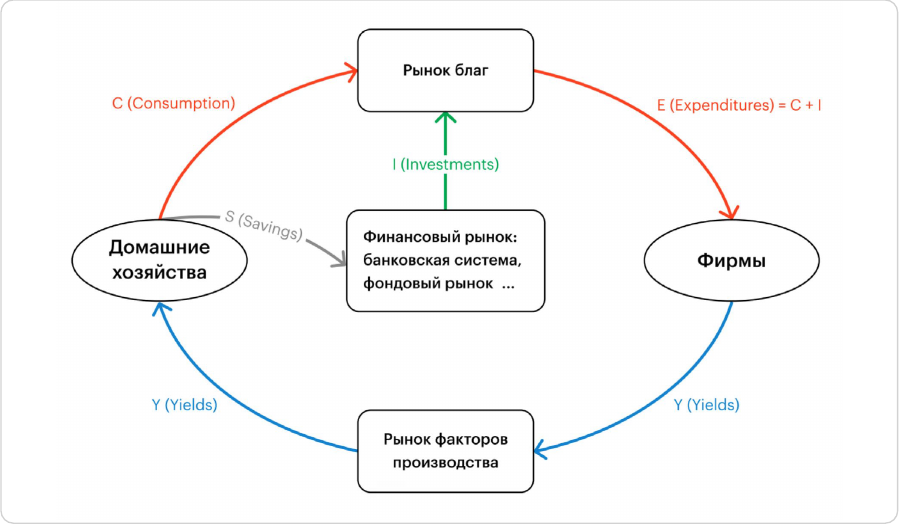 Рынок благ
C (Consumption)
E (Expenditures) = C + I
I (Investments)
S (Savings)
Домашние
хозяйства
Финансовый рынок:
банковская система,
фондовый рынок ...
Фирмы
Y (Yields)
Y (Yields)
Рынок факторов
производства